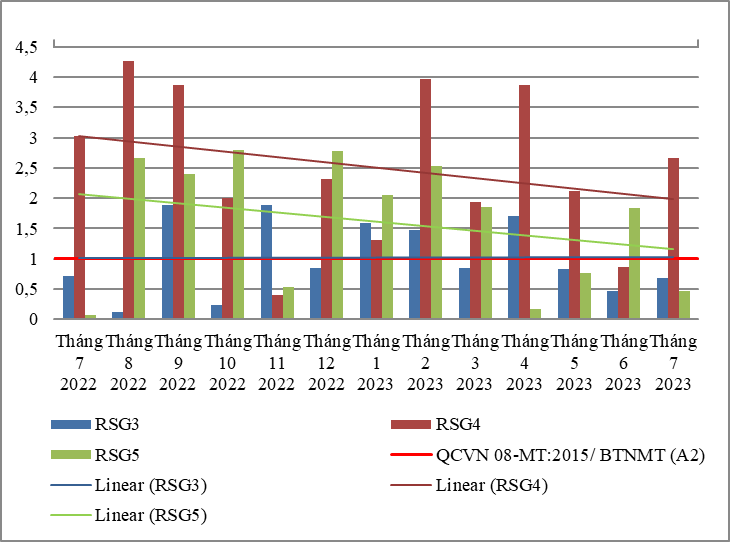 4,5
4
3,5
3
2,5
2
1,5
1
0,5
0
Tháng Tháng Tháng Tháng Tháng Tháng Tháng Tháng Tháng Tháng Tháng Tháng Tháng
7 8 9 10 11 12 1 2 3 4 5 6 7
2022 2022 2022 2022 2022 2022 2023 2023 2023 2023 2023 2023 2023
RSG3 RSG4
RSG5 QCVN 08-MT:2015/ BTNMT (A2)
Linear (RSG3) Linear (RSG4)
Linear (RSG5)